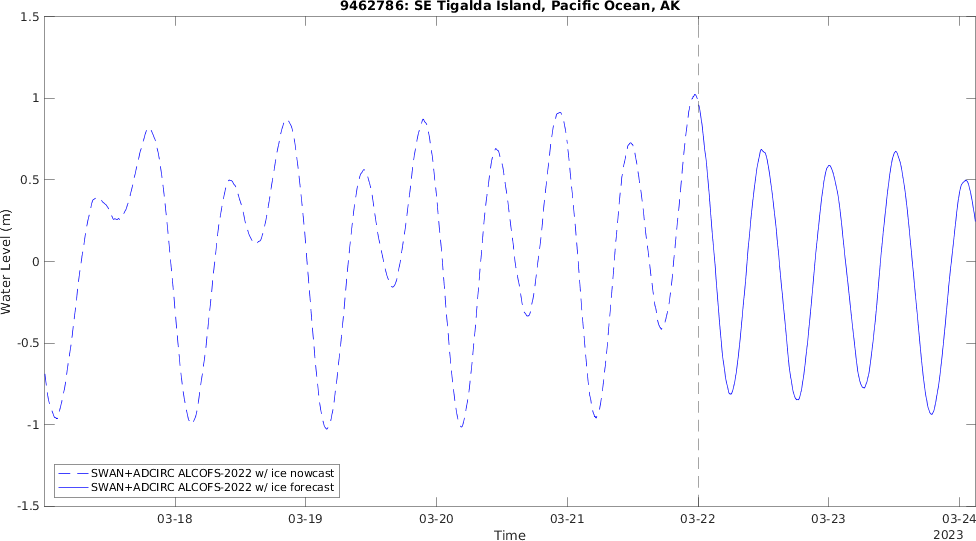 9462786: SE Tigalda Island, Pacific Ocean, AK
1.5
1
0.5
0
-0.5
-1
-1.5
Water Level (m)
SWAN+ADCIRC ALCOFS-2022 w/ ice nowcast
SWAN+ADCIRC ALCOFS-2022 w/ ice forecast
03-18 03-19 03-20 03-21 03-22 03-23 03-24
Time
2023